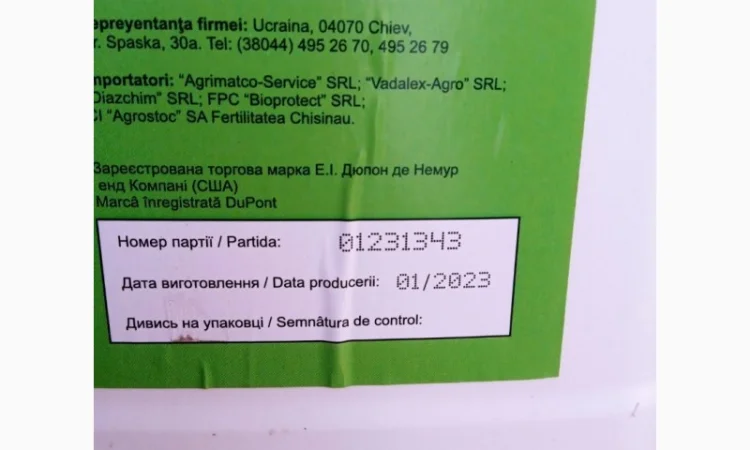 epreyentanţa firmei: Ucraina, 04070 Chiev,
r. Spaska, 30a. Tel: (38044) 495 26 70, 495 26 79
mportatori: "Agrimatco-Service" SRL; "Vadalex-Agro" SRL;
Diazchim" SRL; FPC "Bioprotect" SRL;
CI "Agrostoc" SA Fertilitatea Chisinau.
Зареєстрована торгова марка Е.І. Дюпон де Немур
енд Компані (США)
Marcă înregistrată DuPont
Номер партії / Partida: 01231343
Дата виготовлення / Data producerii: 01/2023
Дивись на упаковці / Semnătura de control: